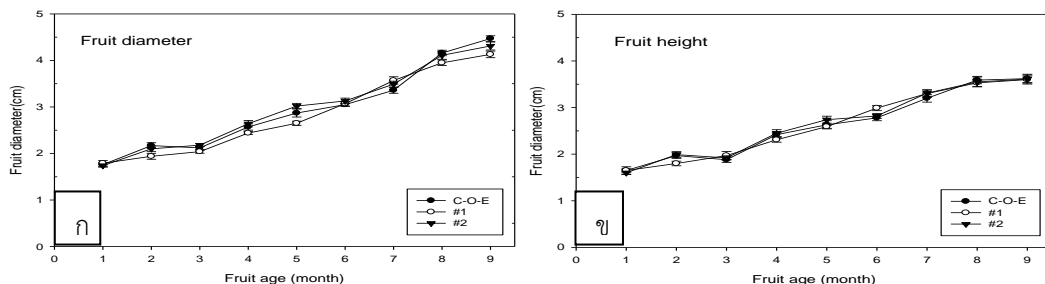 Fruit diameter
Fruit diameter(cm)
5
4
3
2
1
0
ก
C-O-E
#1
#2
0 1 2 3 4 5 6 7 8 9
Fruit age (month)
Fruit height
Fruit diameter(cm)
5
4
3
2
1
0
ข
C-O-E
#1
#2
0 1 2 3 4 5 6 7 8 9
Fruit age (month)